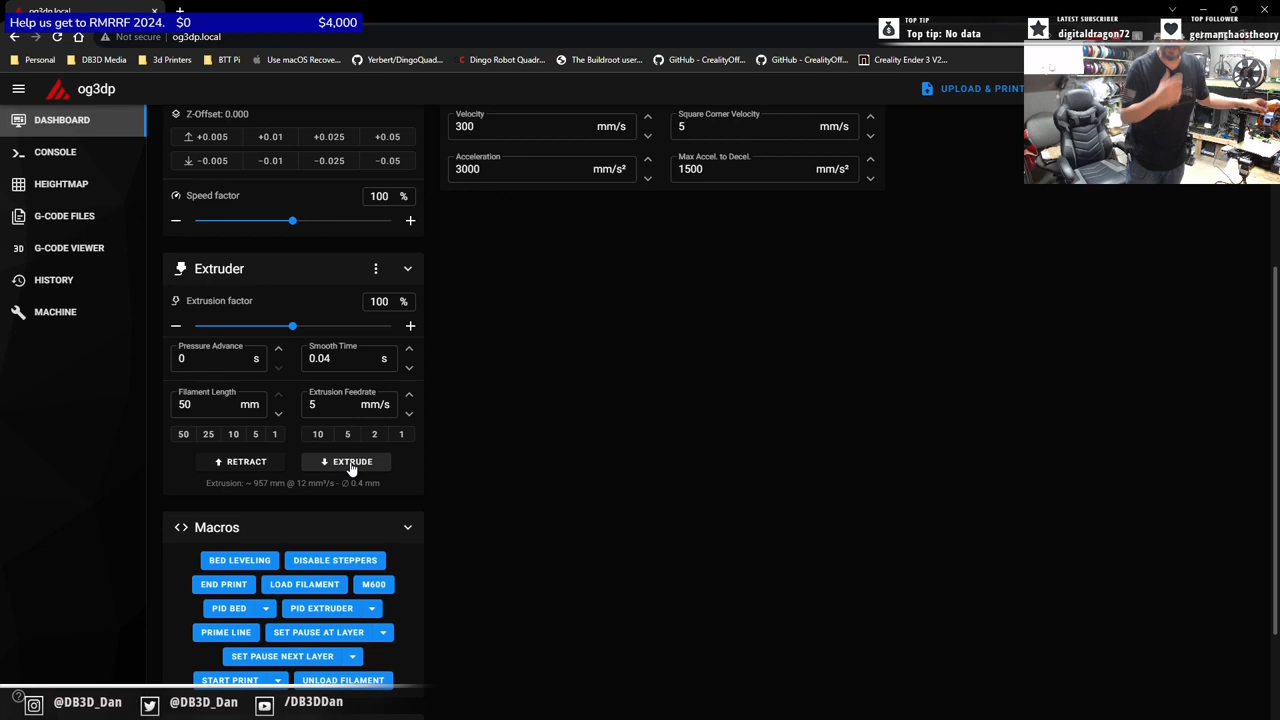 og3dp.local
Help us get to RMRRF 2024. $0 $4,000
TOP TIP
Top tip: No data
LATEST SUBSCRIBER
digitaldragon72
TOP FOLLOWER
germanchaostheory
Not secure
og3dp.local
Personal
DB3D Media
3d Printers
BTT Pi
Use macOS Recove...
Yerbert/DingoQuad...
Dingo Robot Quadr...
The Buildroot user...
GitHub - CrealityOff...
GitHub - CrealityOff...
Creality Ender 3 V2...
og3dp
UPLOAD & PRINT
DASHBOARD
CONSOLE
HEIGHTMAP
G-CODE FILES
3D G-CODE VIEWER
HISTORY
MACHINE
Z-Offset: 0.000
+0.005 +0.01 +0.025 +0.05
−0.005 −0.01 −0.025 −0.05
Speed factor 100 %
Extruder
Extrusion factor 100 %
Pressure Advance
0 s
Smooth Time
0.04 s
Filament Length
50 mm
Extrusion Feedrate
5 mm/s
50 25 10 5 1
10 5 2 1
RETRACT EXTRUDE
Extrusion: ~ 957 mm @ 12 mm³/s - ∅ 0.4 mm
Macros
BED LEVELING DISABLE STEPPERS
END PRINT LOAD FILAMENT M600
PID BED PID EXTRUDER
PRIME LINE SET PAUSE AT LAYER
SET PAUSE NEXT LAYER
START PRINT UNLOAD FILAMENT
Velocity
300 mm/s
Square Corner Velocity
5 mm/s
Acceleration
3000 mm/s²
Max Accel. to Decel.
1500 mm/s²
@DB3D_Dan
@DB3D_Dan
/DB3DDan